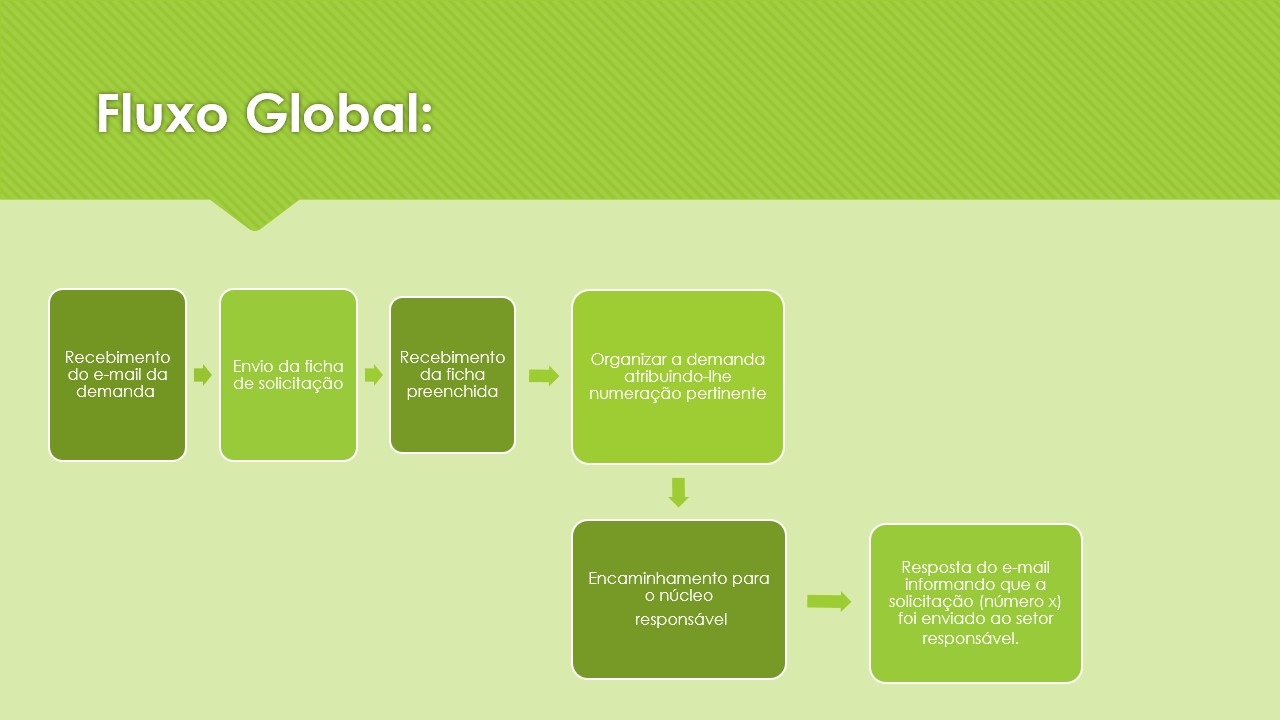 Fluxo Global:
Recebimento
do e-mail da
demanda
Envio da ficha
de solicitação
Recebimento
da ficha
preenchida
Organizar a demanda
atribuindo-lhe
numeração pertinente
Encaminhamento para
o núcleo
responsável
Resposta do e-mail
informando que a
solicitação (número x)
foi enviado ao setor
responsável.